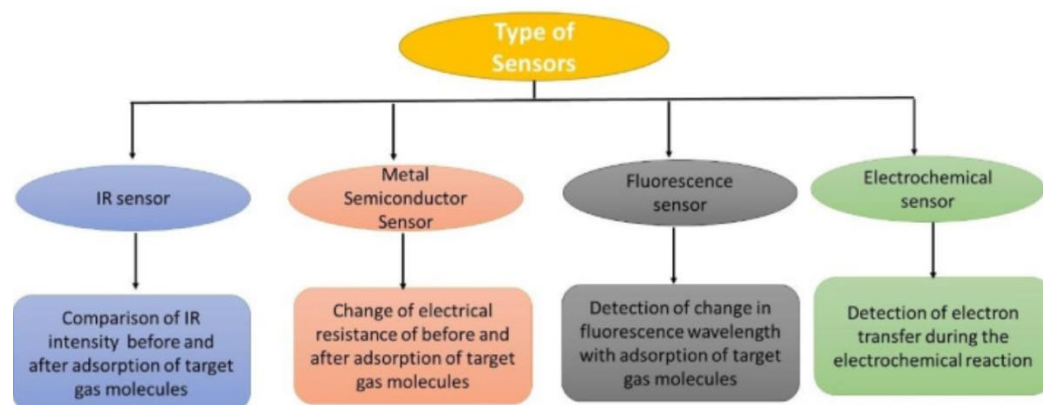 Type of
Sensors
IR sensor
Metal
Semiconductor
Sensor
Fluorescence
sensor
Electrochemical
sensor
Comparison of IR
intensity before and
after adsorption of target
gas molecules
Change of electrical
resistance of before and
after adsorption of target
gas molecules
Detection of change in
fluorescence wavelength
with adsorption of target
gas molecules
Detection of electron
transfer during the
electrochemical reaction